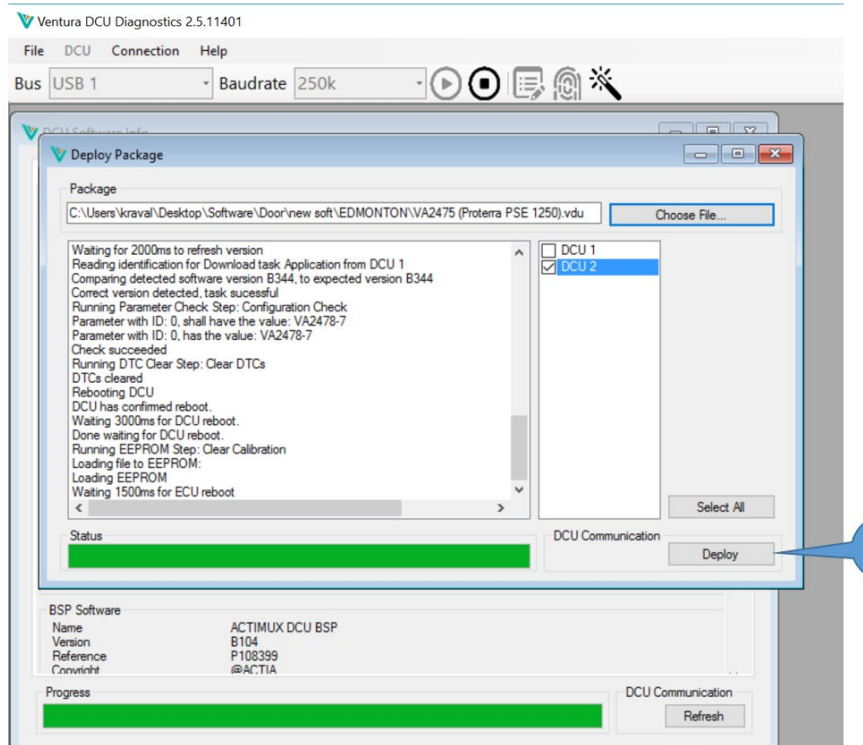 Ventura DCU Diagnostics 2.5.11401
File DCU Connection Help
Bus USB 1 Baudrate 250k
DCU Software Info
Deploy Package
Package
C:\Users\kraval\Desktop\Software\Door\new soft\EDMONTON\VA2475 (Proterra PSE 1250).vdu Choose File...
Waiting for 2000ms to refresh version
Reading identification for Download task Application from DCU 1
Comparing detected software version B344, to expected version B344
Correct version detected, task sucessful
Running Parameter Check Step: Configuration Check
Parameter with ID: 0, shall have the value: VA2478-7
Parameter with ID: 0, has the value: VA2478-7
Check succeeded
Running DTC Clear Step: Clear DTCs
DTCs cleared
Rebooting DCU
DCU has confirmed reboot.
Waiting 3000ms for DCU reboot.
Done waiting for DCU reboot.
Running EEPROM Step: Clear Calibration
Loading file to EEPROM:
Loading EEPROM
Waiting 1500ms for ECU reboot
DCU 1
DCU 2
Select All
Status
DCU Communication
Deploy
BSP Software
Name ACTIMUX DCU BSP
Version B104
Reference P108399
Copyright @ACTIA
Progress
DCU Communication
Refresh